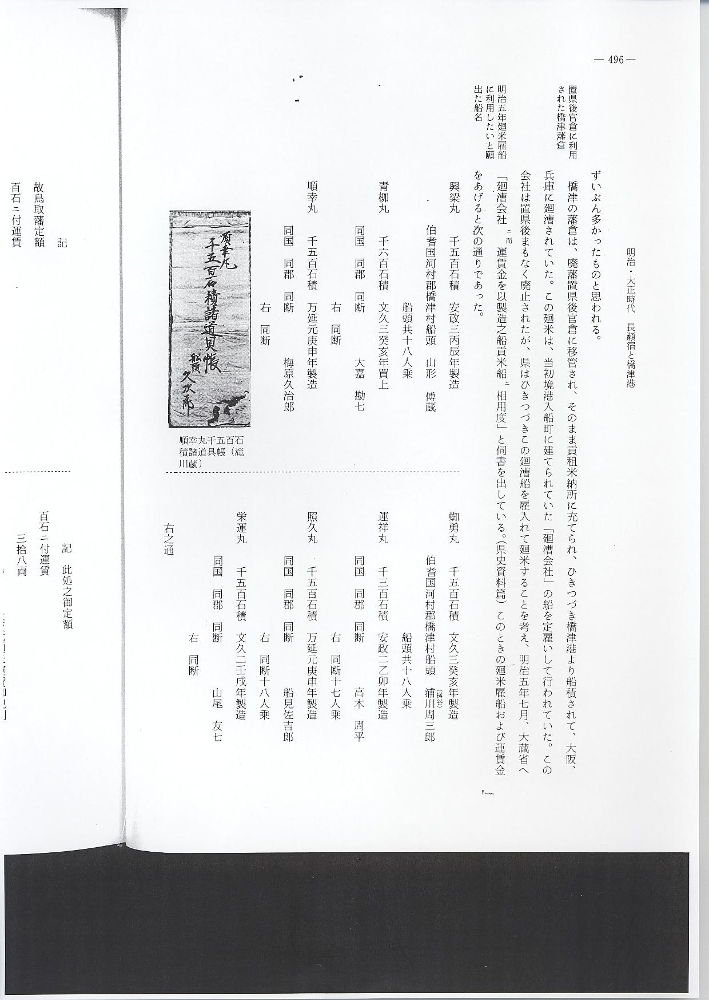 ― 496 ―
明治・大正時代　長瀬宿と橋津港
置県後官倉に利用
された橋津藩倉
明治五年廻米雇船
に利用したいと願
出た船名
ずいぶん多かったものと思われる。
橋津の藩倉は、廃藩置県後官倉に移管され、そのまま貢租米納所に充てられ、ひきつづき橋津港より船積されて、大阪、
兵庫に廻漕されていた。この廻米は、当初境港入船町に建てられていた「廻漕会社」の船を定雇いして行われていた。この
会社は置県後まもなく廃止されたが、県はひきつづきこの廻漕船を雇入れて廻米することを考え、明治五年七月、大蔵省へ
「廻漕会社ニ而運賃金を以製造之船貢米船ニ相用度」と伺書を出している。（県史資料篇）このときの廻米雇船および運賃金
をあげると次の通りであった。
興梁丸　千五百石積　安政三丙辰年製造
伯耆国河村郡橋津村船頭　山形　傅蔵
船頭共十八人乗
青柳丸　千六百石積　文久三癸亥年買上
同国　同郡　同断　大嘉　勘七
右　同断
順幸丸　千五百石積　万延元庚申年製造
同国　同郡　同断　梅原久治郎
右　同断
順幸丸
千五百石積諸道具帳
船頭
久次郎
順幸丸千五百石
積諸道具帳（滝
川蔵）
蜘勇丸　千五百石積　文久三癸亥年製造
伯耆国河村郡橋津村船頭　浦川周三郎
（桝谷）
船頭共十八人乗
運祥丸　千三百石積　安政二乙卯年製造
同国　同郡　同断　高木　周平
右　同断十七人乗
照久丸　千五百石積　万延元庚申年製造
同国　同郡　同断　船見佐吉郎
右　同断十八人乗
栄運丸　千五百石積　文久二壬戌年製造
同国　同郡　同断　山尾　友七
右　同断
右之通
記
故鳥取藩定額
百石ニ付運賃
記　此処之御定額
百石ニ付運賃
三拾八両